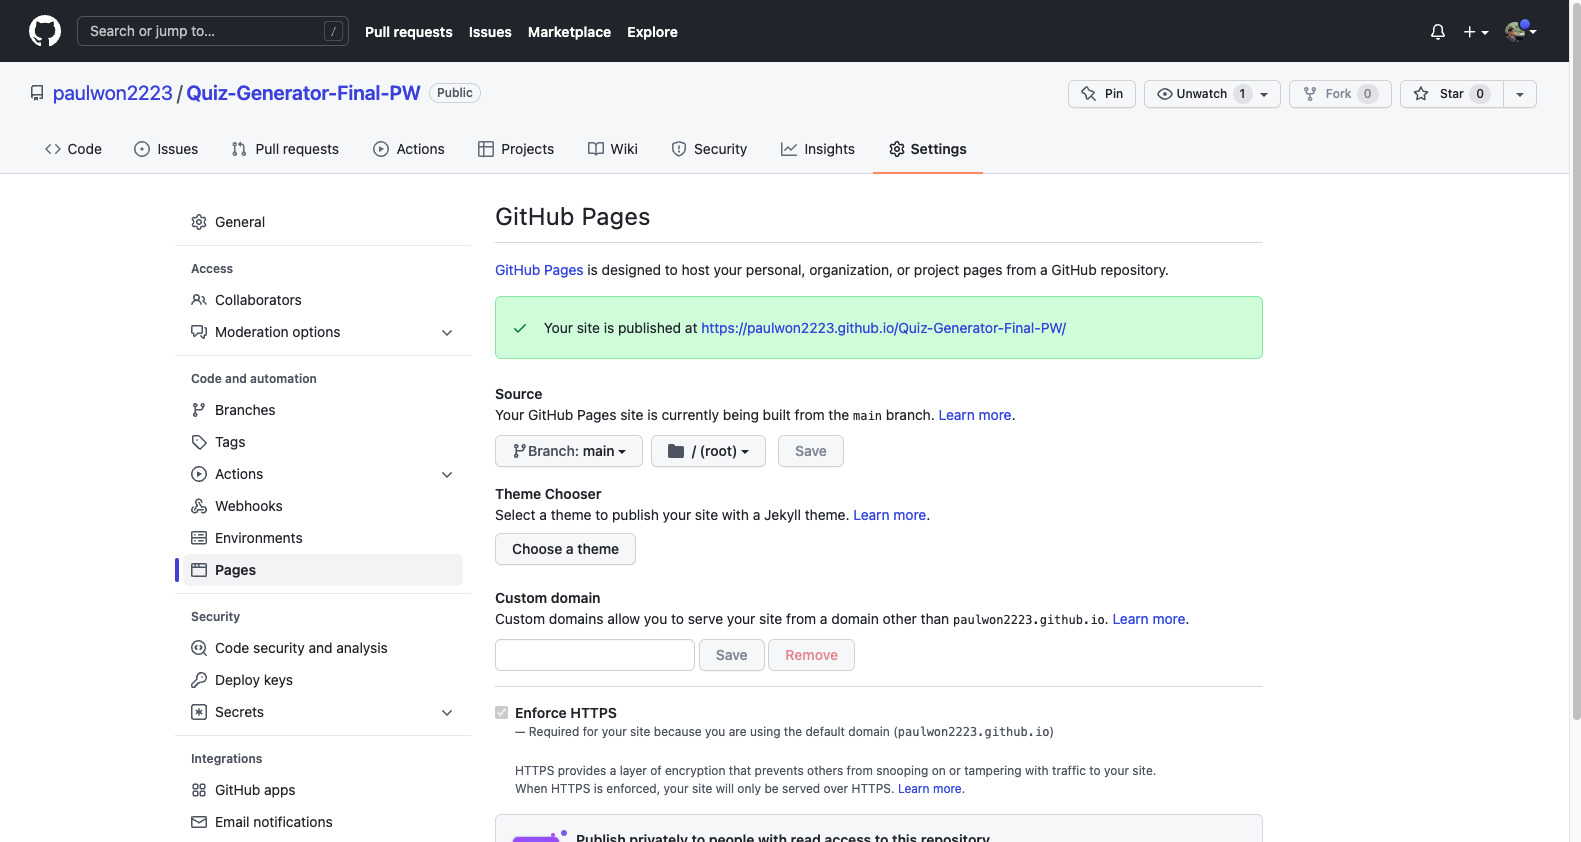 Search or jump to... /
Pull requests Issues Marketplace Explore
paulwon2223 / Quiz-Generator-Final-PW Public
Pin Unwatch 1 Fork 0 Star 0
Code Issues Pull requests Actions Projects Wiki Security Insights Settings
General
Access
Collaborators
Moderation options
Code and automation
Branches
Tags
Actions
Webhooks
Environments
Pages
Security
Code security and analysis
Deploy keys
Secrets
Integrations
GitHub apps
Email notifications
GitHub Pages
GitHub Pages is designed to host your personal, organization, or project pages from a GitHub repository.
Your site is published at https://paulwon2223.github.io/Quiz-Generator-Final-PW/
Source
Your GitHub Pages site is currently being built from the main branch. Learn more.
Branch: main / (root) Save
Theme Chooser
Select a theme to publish your site with a Jekyll theme. Learn more.
Choose a theme
Custom domain
Custom domains allow you to serve your site from a domain other than paulwon2223.github.io. Learn more.
Save Remove
Enforce HTTPS
— Required for your site because you are using the default domain (paulwon2223.github.io)
HTTPS provides a layer of encryption that prevents others from snooping on or tampering with traffic to your site.
When HTTPS is enforced, your site will only be served over HTTPS. Learn more.
Publish privately to people with read access to this repository